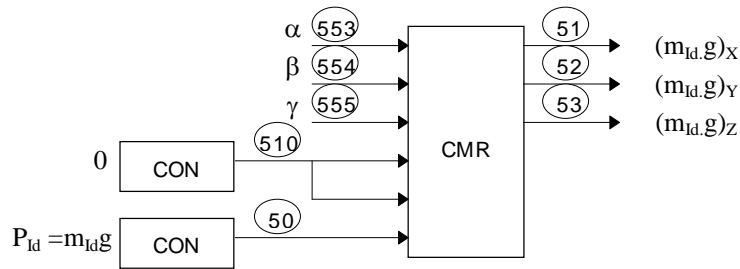 α 553 51 (m_Id.g)_X
β 554 52 (m_Id.g)_Y
γ 555 53 (m_Id.g)_Z
510 CMR
0 CON
50
P_Id =m_Idg CON